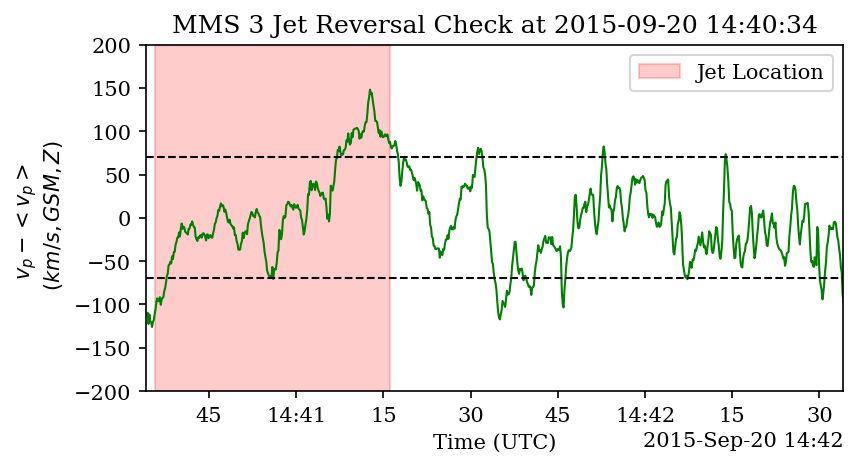 MMS 3 Jet Reversal Check at 2015-09-20 14:40:34
200
150
100
50
0
−50
−100
−150
−200
v_p − < v_p >
(km/s, GSM, Z)
Jet Location
45 14:41 15 30 45 14:42 15 30
Time (UTC)
2015-Sep-20 14:42